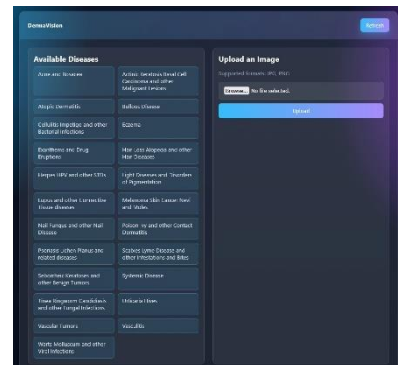 DermaVision
Actions
Available Diseases
Acne and Rosacea
Actinic Keratosis Basal Cell
Carcinoma and other
Malignant Lesions
Atopic Dermatitis
Bullous Disease
Cellulitis Impetigo and other
Bacterial Infections
Eczema
Exanthems and Drug
Eruptions
Hair Loss Alopecia and other
Hair Diseases
Herpes HPV and other STDs
Light Diseases and Disorders
of Pigmentation
Lupus and other Connective
Tissue diseases
Melanoma Skin Cancer Nevi
and Moles
Nail Fungus and other Nail
Disease
Poison Ivy and other Contact
Dermatitis
Psoriasis Lichen Planus and
related diseases
Scabies Lyme Disease and
other Infestations and Bites
Seborrheic Keratoses and
other Benign Tumors
Systemic Disease
Tinea Ringworm Candidiasis
and other Fungal Infections
Urticaria Hives
Vascular Tumors
Vasculitis
Warts Molluscum and other
Viral Infections
Upload an Image
Supported formats: JPG, PNG
Browse... No file selected.
Upload